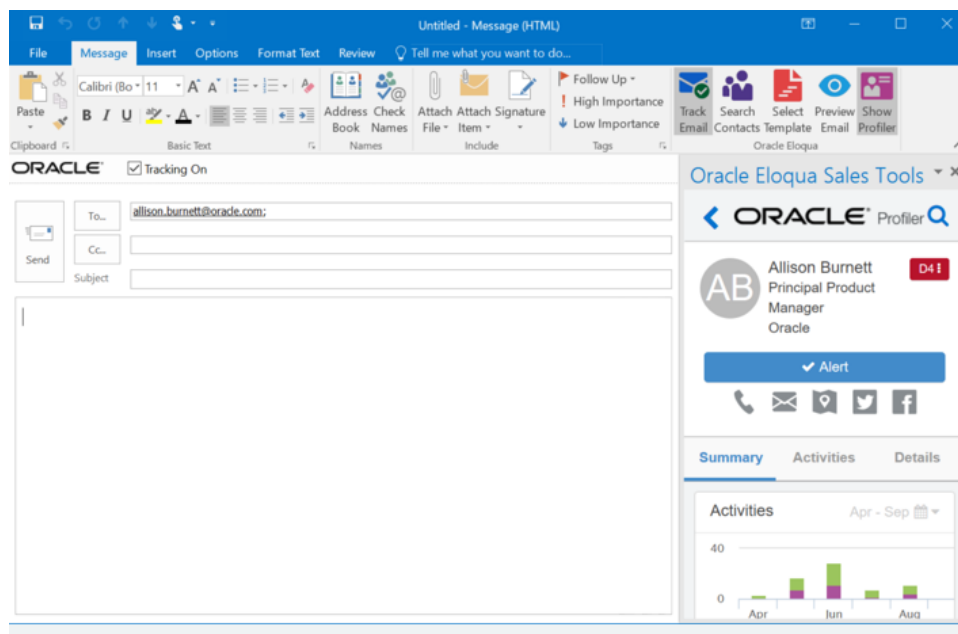 Untitled - Message (HTML)
File Message Insert Options Format Text Review Tell me what you want to do...
Paste
Clipboard
Calibri (Bo 11 A A
B I U ab A
Basic Text
Address Book
Check Names
Names
Attach File
Attach Item
Signature
Include
Follow Up
High Importance
Low Importance
Tags
Track Email
Search Contacts
Select Template
Preview Email
Show Profiler
Oracle Eloqua
ORACLE Tracking On
Send
To...
allison.burnett@oracle.com;
Cc...
Subject
Oracle Eloqua Sales Tools
ORACLE Profiler
AB
Allison Burnett
D4
Principal Product
Manager
Oracle
Alert
Summary Activities Details
Activities Apr - Sep
40
0
Apr Jun Aug